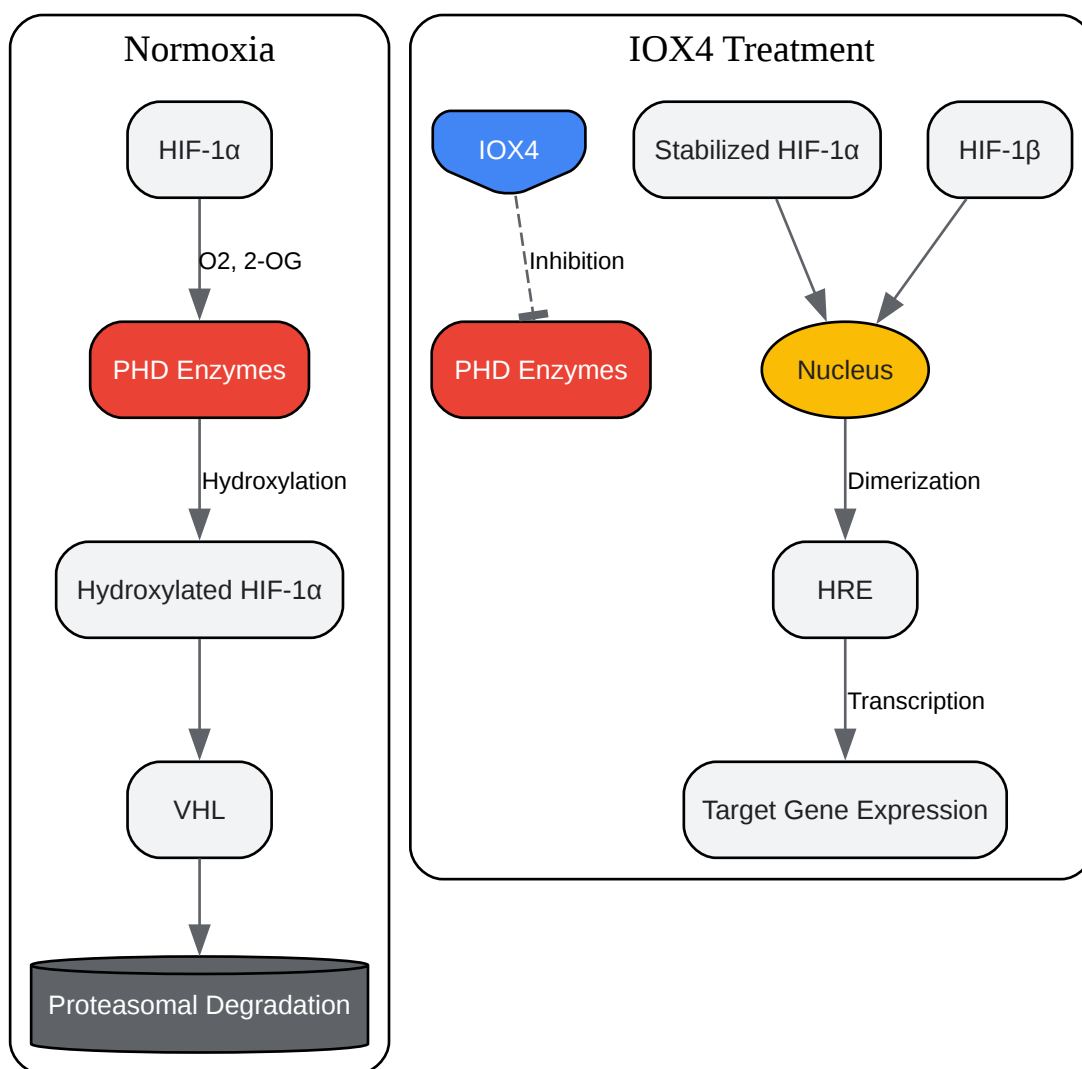 Normoxia
HIF-1α
O2, 2-OG
PHD Enzymes
Hydroxylation
Hydroxylated HIF-1α
VHL
Proteasomal Degradation
IOX4 Treatment
IOX4
Stabilized HIF-1α
HIF-1β
Inhibition
PHD Enzymes
Nucleus
Dimerization
HRE
Transcription
Target Gene Expression